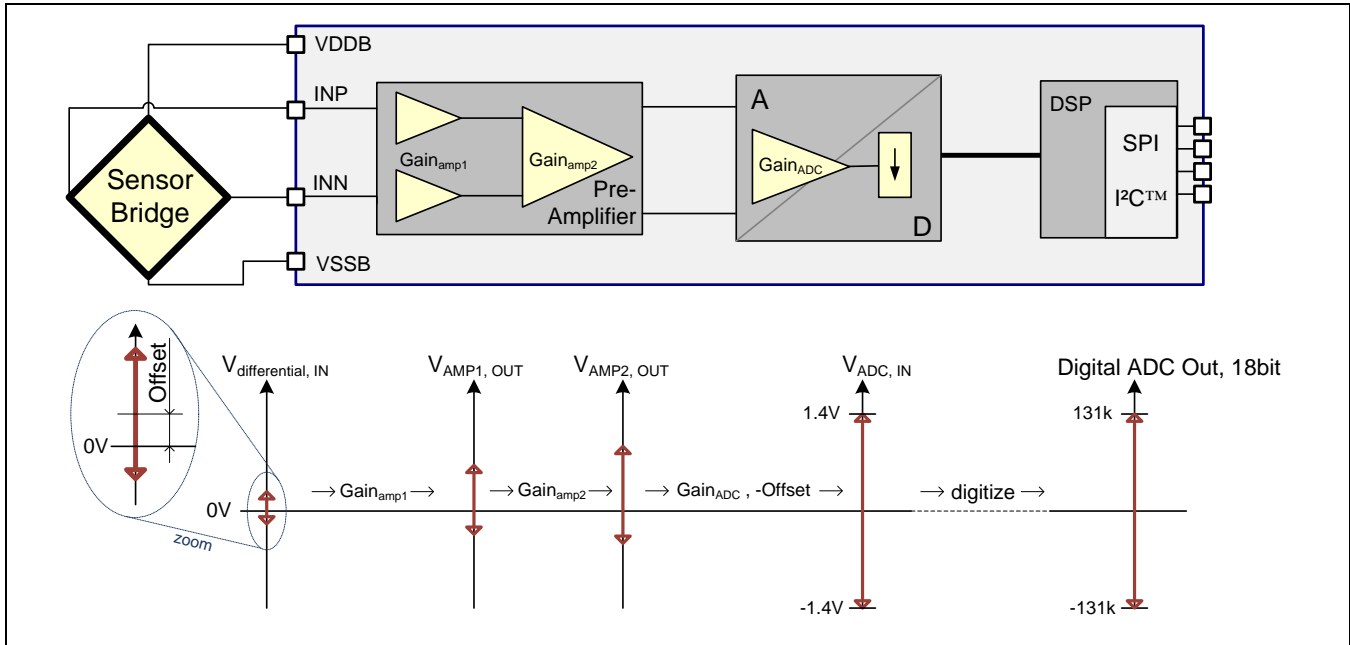 VDDB
INP
INN
VSSB
Sensor
Bridge
Gainamp1
Gainamp2
Pre-
Amplifier
A
GainADC
D
DSP
SPI
I²C™
Offset
0V
zoom
Vdifferential, IN
VAMP1, OUT
VAMP2, OUT
VADC, IN
Digital ADC Out, 18bit
1.4V
131k
0V
→ Gainamp1 →
→ Gainamp2 →
→ GainADC , -Offset →
→ digitize →
-1.4V
-131k